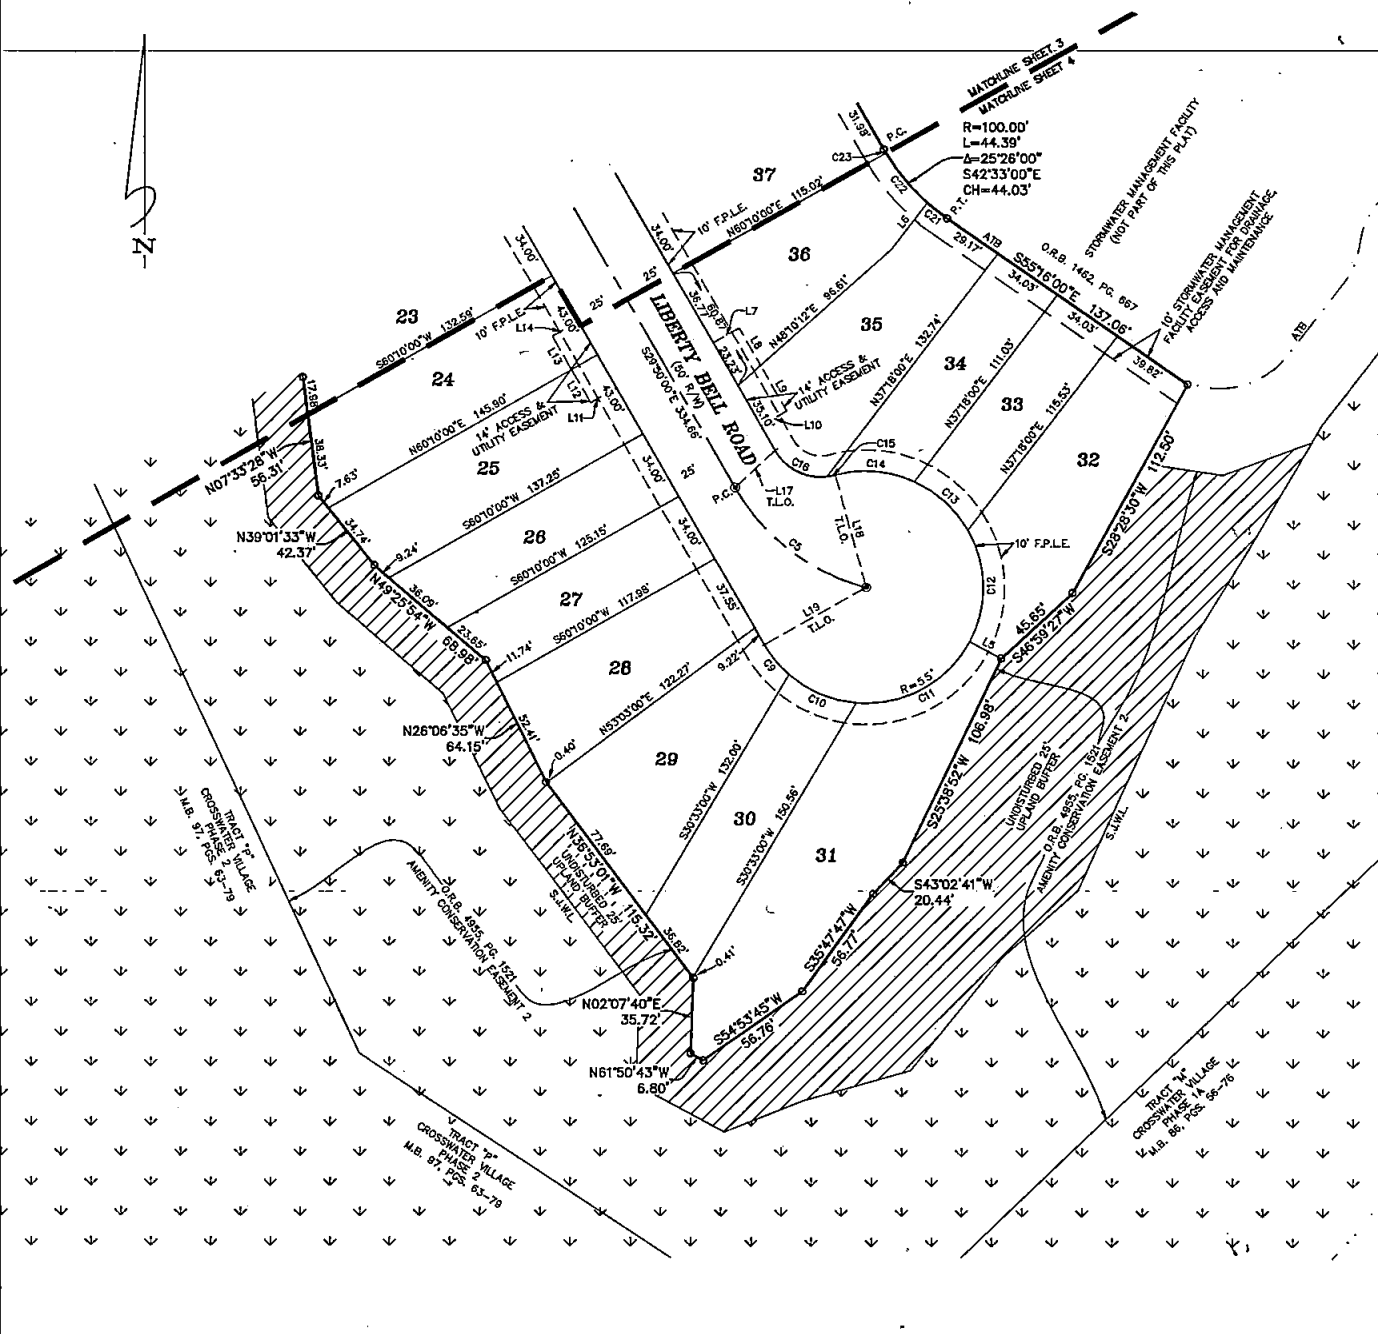 MATCHLINE SHEET 3
MATCHLINE SHEET 4
31.98'
P.C.
R=100.00'
L=44.39'
Δ=25°26'00"
S42°33'00"E
CH=44.03'
C23
C22
C21
P.T.
L6
37
N60°10'00"E 115.02'
10' F.P.L.E.
34.00'
STORMWATER MANAGEMENT FACILITY
(NOT PART OF THIS PLAT)
10' STORMWATER MANAGEMENT
FACILITY EASEMENT FOR DRAINAGE,
ACCESS AND MAINTENANCE
O.R.B. 1462, PG. 667
ATB
S55°16'00"E 137.06'
29.17'
34.03'
34.03'
39.82'
ATB
N
36
36.77'
60.87'
23.23'
L7
L8
N48°10'12"E 96.61'
35
L9
14' ACCESS &
UTILITY EASEMENT
L10
35.10'
N37°18'00"E 132.74'
34
N37°18'00"E 111.03'
33
N37°18'00"E 115.53'
32
34.00'
25'
25'
23
S60°10'00"W 132.59'
10' F.P.L.E.
L14
43.00'
L13
L12
L11
43.00'
24
12.98'
38.33'
N07°33'28"W
56.31'
N60°10'00"E 145.90'
14' ACCESS &
UTILITY EASEMENT
25
7.63'
34.74'
N39°01'33"W
42.37'
LIBERTY BELL ROAD
(50' R/W)
S29°50'00"E 334.66'
S60°10'00"W 137.25'
34.00'
25'
26
9.24'
36.09'
N49°25'54"W 68.98'
S60°10'00"W 125.15'
34.00'
27
23.65'
S60°10'00"W 117.98'
37.55'
11.74'
28
52.41'
N26°06'35"W
64.15'
N53°03'00"E 122.27'
9.22'
0.40'
P.C.
L17
T.L.O.
C16
C15
C14
C13
L18
T.L.O.
C5
10' F.P.L.E.
C12
L19
T.L.O.
L5
R=55'
C11
C10
C9
S28°28'30"W 112.50'
45.65'
S46°59'27"W
29
S30°33'00"W 132.00'
30
S30°33'00"W 150.56'
31
S25°38'52"W 106.98'
S43°02'41"W
20.44'
S35°47'47"W
56.77'
S54°53'45"W
56.76'
N61°50'43"W
6.80'
N02°07'40"E
35.72'
0.41'
36.82'
77.69'
N36°53'01"W 115.32'
UNDISTURBED 25'
UPLAND BUFFER
S.J.W.L.
UNDISTURBED 25'
UPLAND BUFFER
O.R.B. 4955, PG. 1521
AMENITY CONSERVATION EASEMENT 2
S.J.W.L.
O.R.B. 4955, PG. 1521
AMENITY CONSERVATION EASEMENT 2
TRACT "P"
CROSSWATER VILLAGE
PHASE 2
M.B. 97, PGS. 63-79
TRACT "P"
CROSSWATER VILLAGE
PHASE 2
M.B. 97, PGS. 63-79
TRACT "M"
CROSSWATER VILLAGE
PHASE 1A
M.B. 86, PGS. 56-76